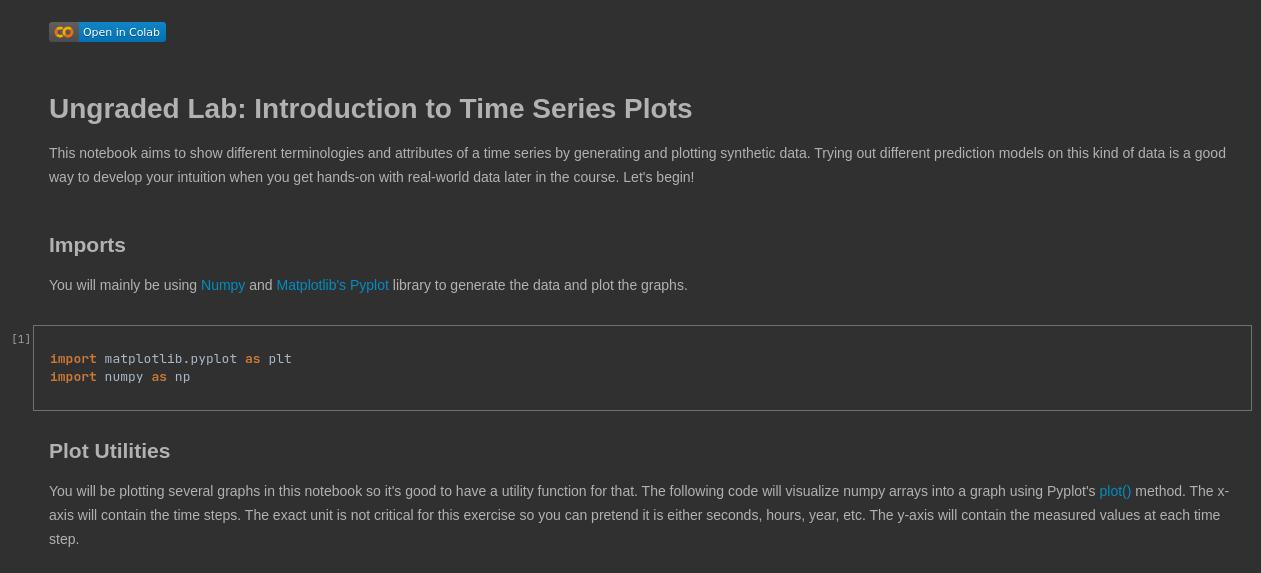 Open in Colab
Ungraded Lab: Introduction to Time Series Plots
This notebook aims to show different terminologies and attributes of a time series by generating and plotting synthetic data. Trying out different prediction models on this kind of data is a good
way to develop your intuition when you get hands-on with real-world data later in the course. Let's begin!
Imports
You will mainly be using Numpy and Matplotlib's Pyplot library to generate the data and plot the graphs.
[1]
import matplotlib.pyplot as plt
import numpy as np
Plot Utilities
You will be plotting several graphs in this notebook so it's good to have a utility function for that. The following code will visualize numpy arrays into a graph using Pyplot's plot() method. The x-
axis will contain the time steps. The exact unit is not critical for this exercise so you can pretend it is either seconds, hours, year, etc. The y-axis will contain the measured values at each time
step.